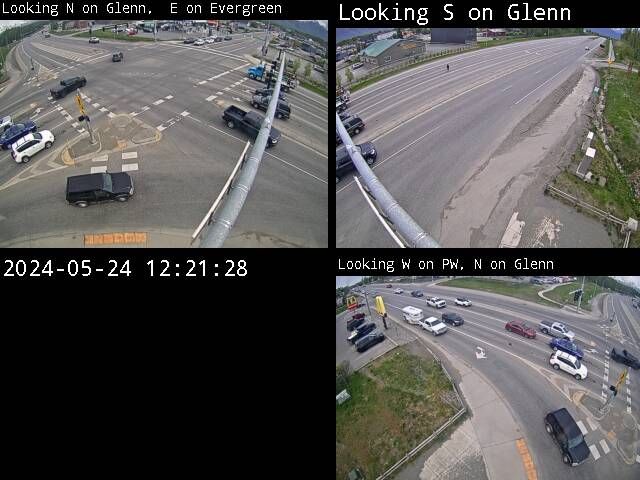 Looking N on Glenn,  E on Evergreen
Looking S on Glenn
2024-05-24 12:21:28
Looking W on PW, N on Glenn